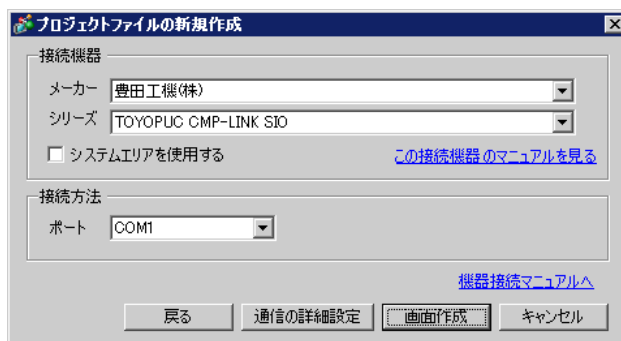 プロジェクトファイルの新規作成
接続機器
メーカー 豊田工機(株)
シリーズ TOYOPUC CMP-LINK SIO
システムエリアを使用する この接続機器のマニュアルを見る
接続方法
ポート COM1
機器接続マニュアルへ
戻る 通信の詳細設定 画面作成 キャンセル